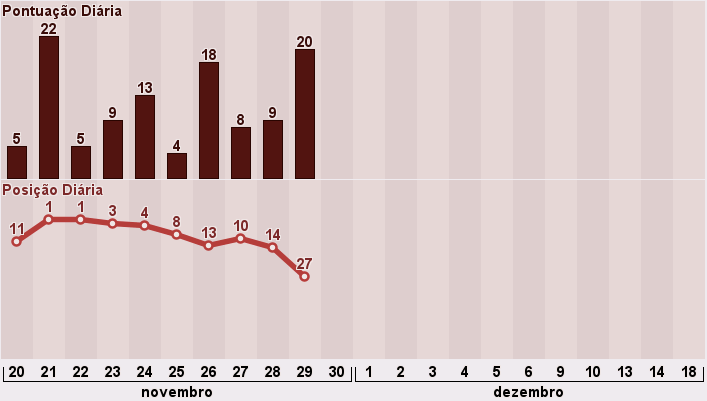 Pontuação Diária
5 22 5 9 13 4 18 8 9 20
Posição Diária
11 1 1 3 4 8 13 10 14 27
20 21 22 23 24 25 26 27 28 29 30 1 2 3 4 5 6 9 10 13 14 18
novembro dezembro